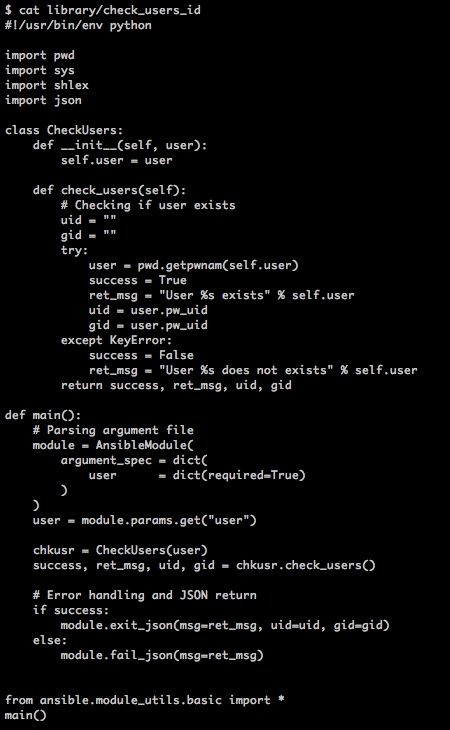 $ cat library/check_users_id
#!/usr/bin/env python

import pwd
import sys
import shlex
import json

class CheckUsers:
    def __init__(self, user):
        self.user = user

    def check_users(self):
        # Checking if user exists
        uid = ""
        gid = ""
        try:
            user = pwd.getpwnam(self.user)
            success = True
            ret_msg = "User %s exists" % self.user
            uid = user.pw_uid
            gid = user.pw_uid
        except KeyError:
            success = False
            ret_msg = "User %s does not exists" % self.user
        return success, ret_msg, uid, gid

def main():
    # Parsing argument file
    module = AnsibleModule(
        argument_spec = dict(
            user      = dict(required=True)
        )
    )
    user = module.params.get("user")

    chkusr = CheckUsers(user)
    success, ret_msg, uid, gid = chkusr.check_users()

    # Error handling and JSON return
    if success:
        module.exit_json(msg=ret_msg, uid=uid, gid=gid)
    else:
        module.fail_json(msg=ret_msg)


from ansible.module_utils.basic import *
main()